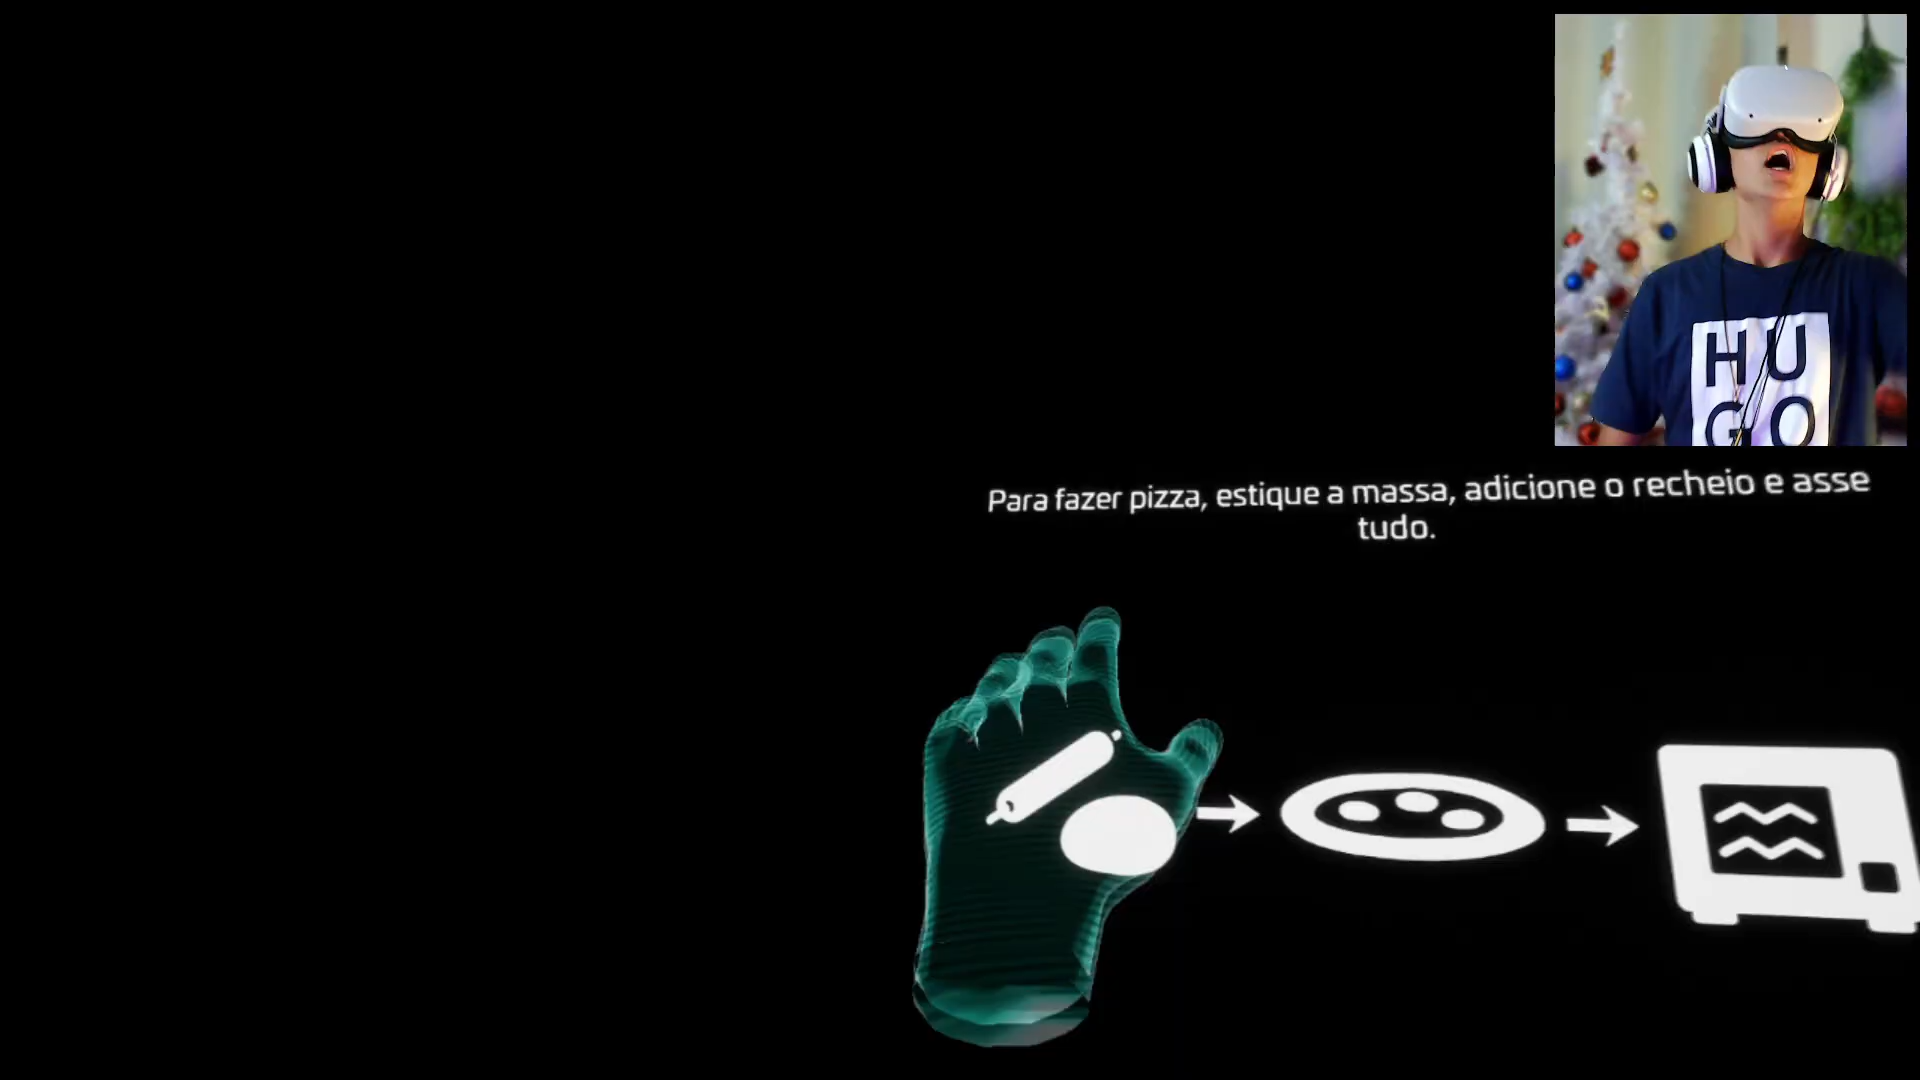 HU
GO
Para fazer pizza, estique a massa, adicione o recheio e asse
tudo.